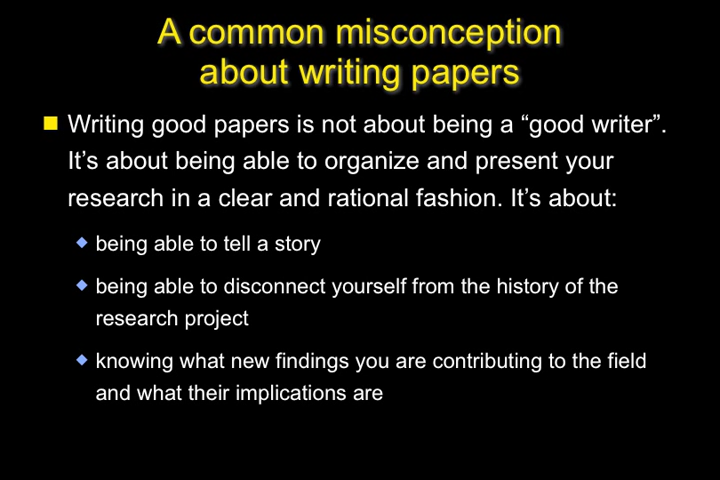 A common misconception
about writing papers
Writing good papers is not about being a “good writer”.
It’s about being able to organize and present your
research in a clear and rational fashion. It’s about:
being able to tell a story
being able to disconnect yourself from the history of the
research project
knowing what new findings you are contributing to the field
and what their implications are